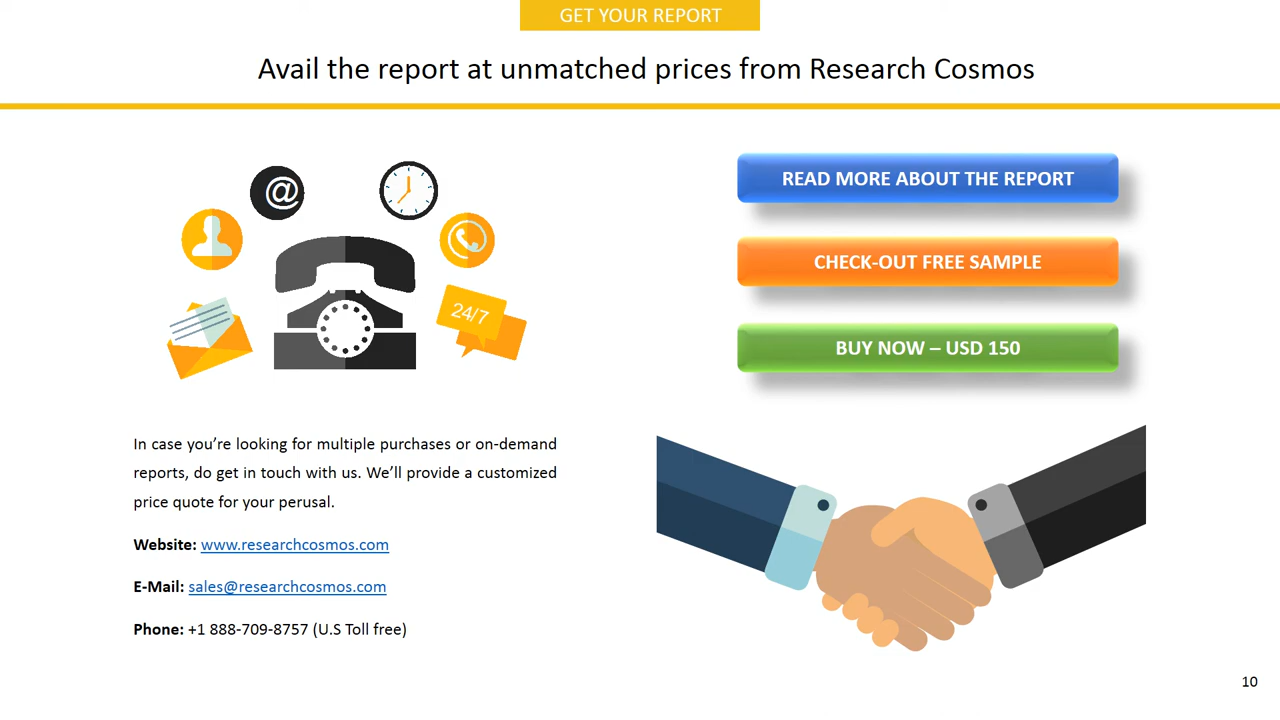 GET YOUR REPORT
Avail the report at unmatched prices from Research Cosmos
@
24/7
READ MORE ABOUT THE REPORT
CHECK-OUT FREE SAMPLE
BUY NOW – USD 150
In case you’re looking for multiple purchases or on-demand
reports, do get in touch with us. We’ll provide a customized
price quote for your perusal.
Website: www.researchcosmos.com
E-Mail: sales@researchcosmos.com
Phone: +1 888-709-8757 (U.S Toll free)
10